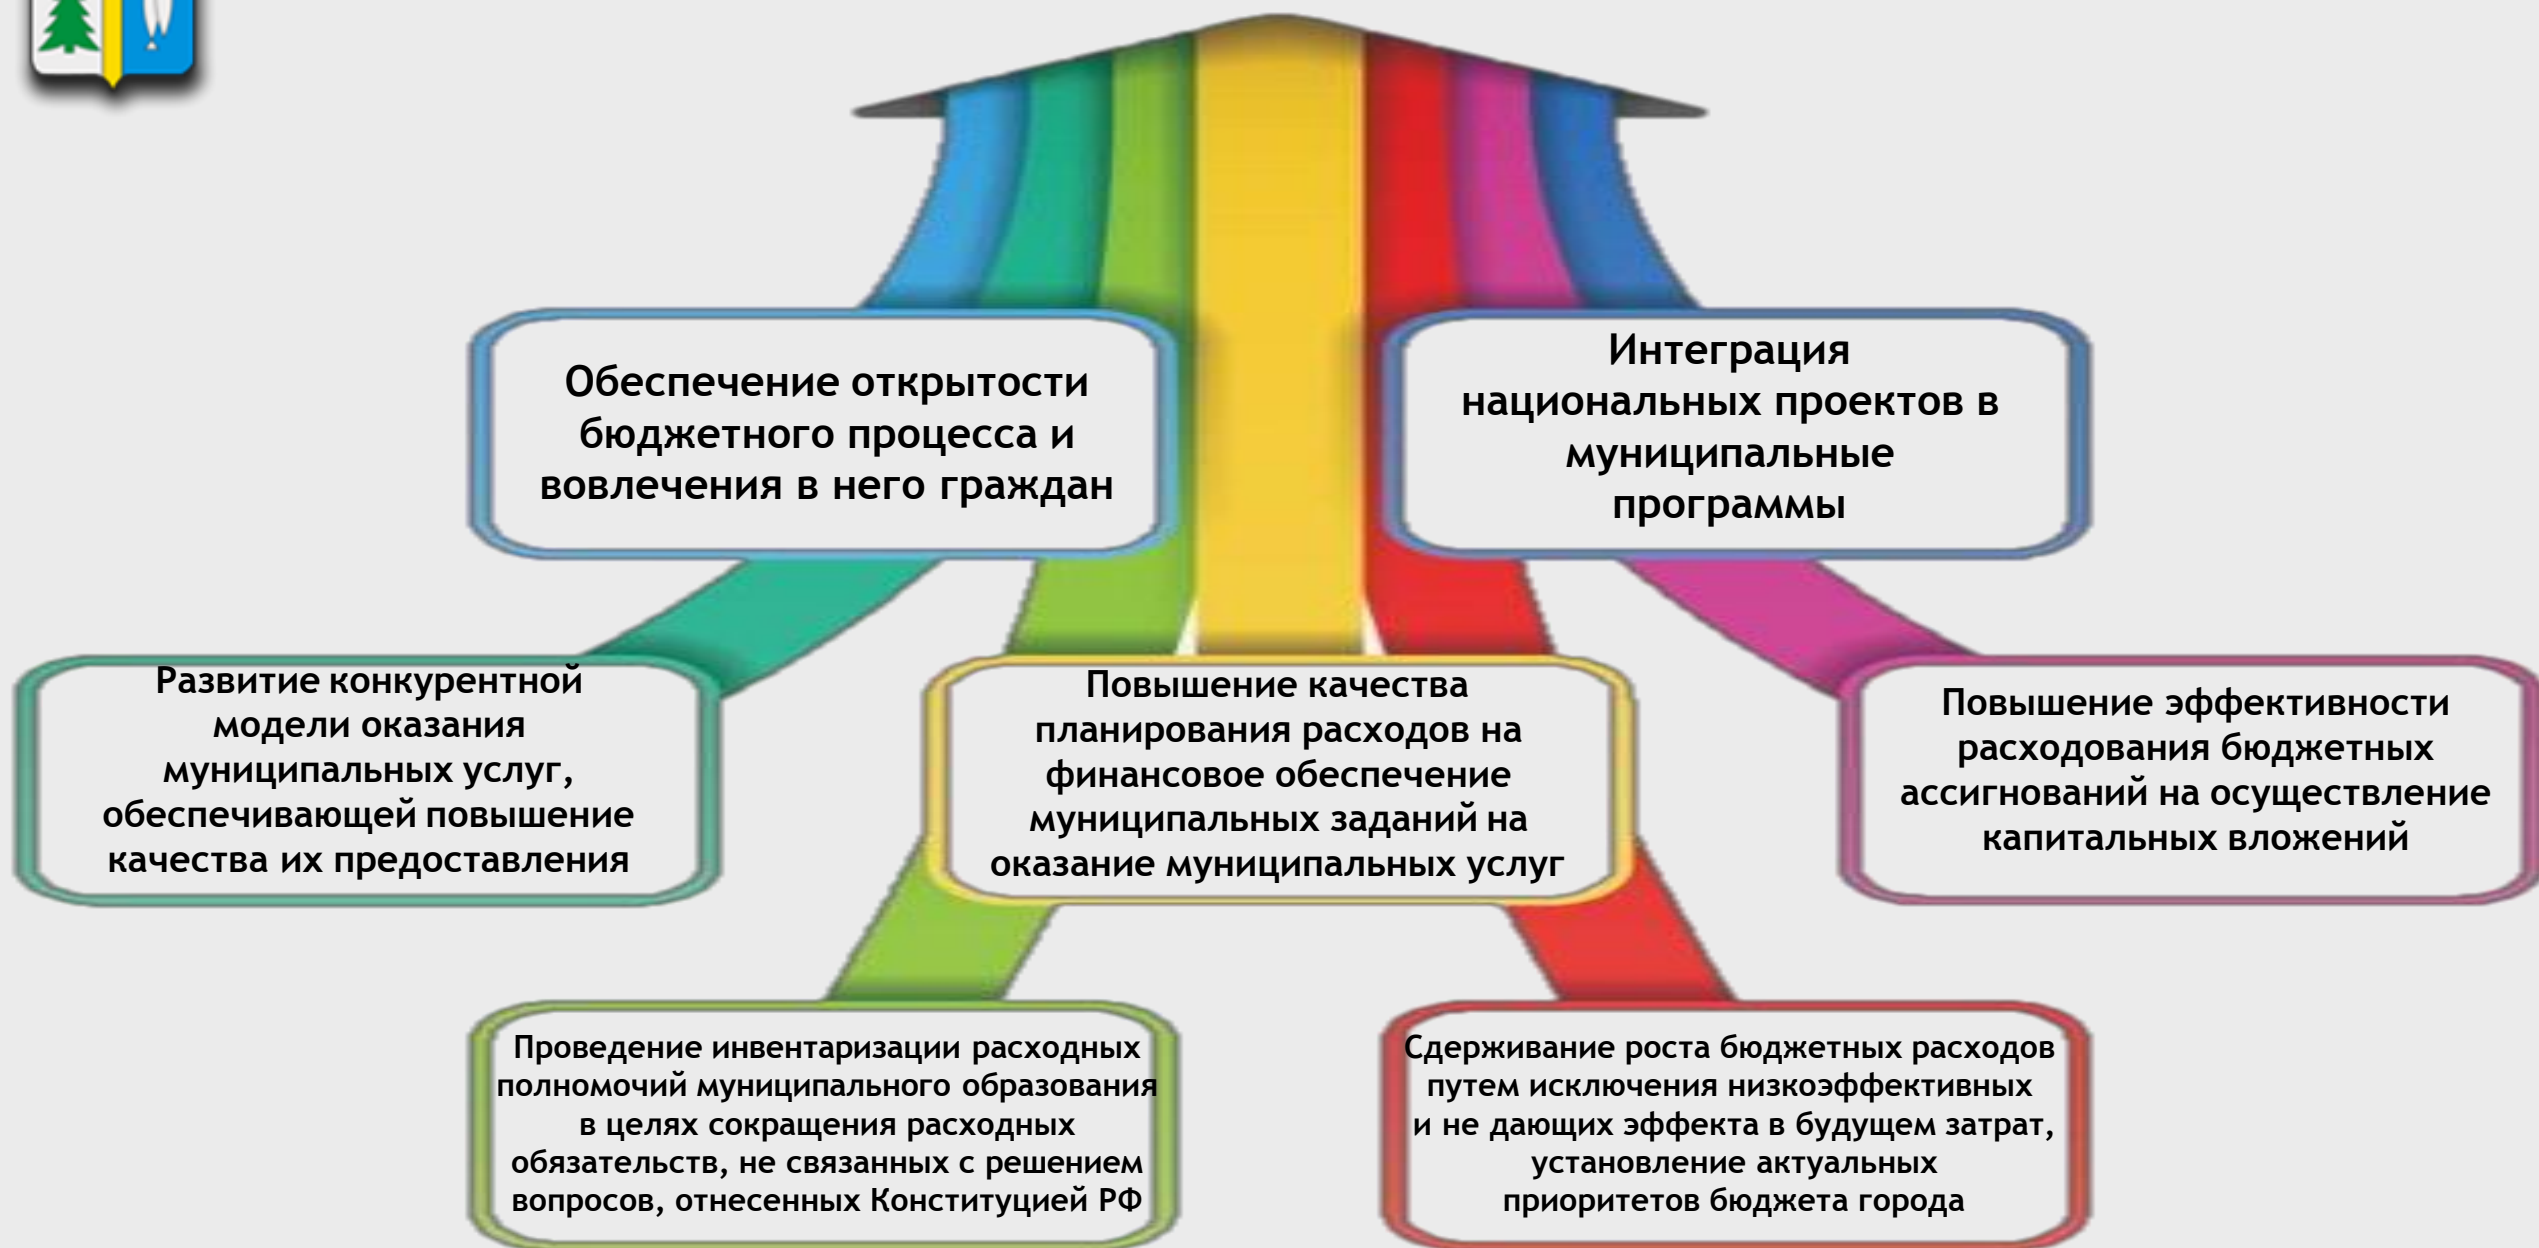 Обеспечение открытости
бюджетного процесса и
вовлечения в него граждан
Интеграция
национальных проектов в
муниципальные
программы
Развитие конкурентной
модели оказания
муниципальных услуг,
обеспечивающей повышение
качества их предоставления
Повышение качества
планирования расходов на
финансовое обеспечение
муниципальных заданий на
оказание муниципальных услуг
Повышение эффективности
расходования бюджетных
ассигнований на осуществление
капитальных вложений
Проведение инвентаризации расходных
полномочий муниципального образования
в целях сокращения расходных
обязательств, не связанных с решением
вопросов, отнесенных Конституцией РФ
Сдерживание роста бюджетных расходов
путем исключения низкоэффективных
и не дающих эффекта в будущем затрат,
установление актуальных
приоритетов бюджета города